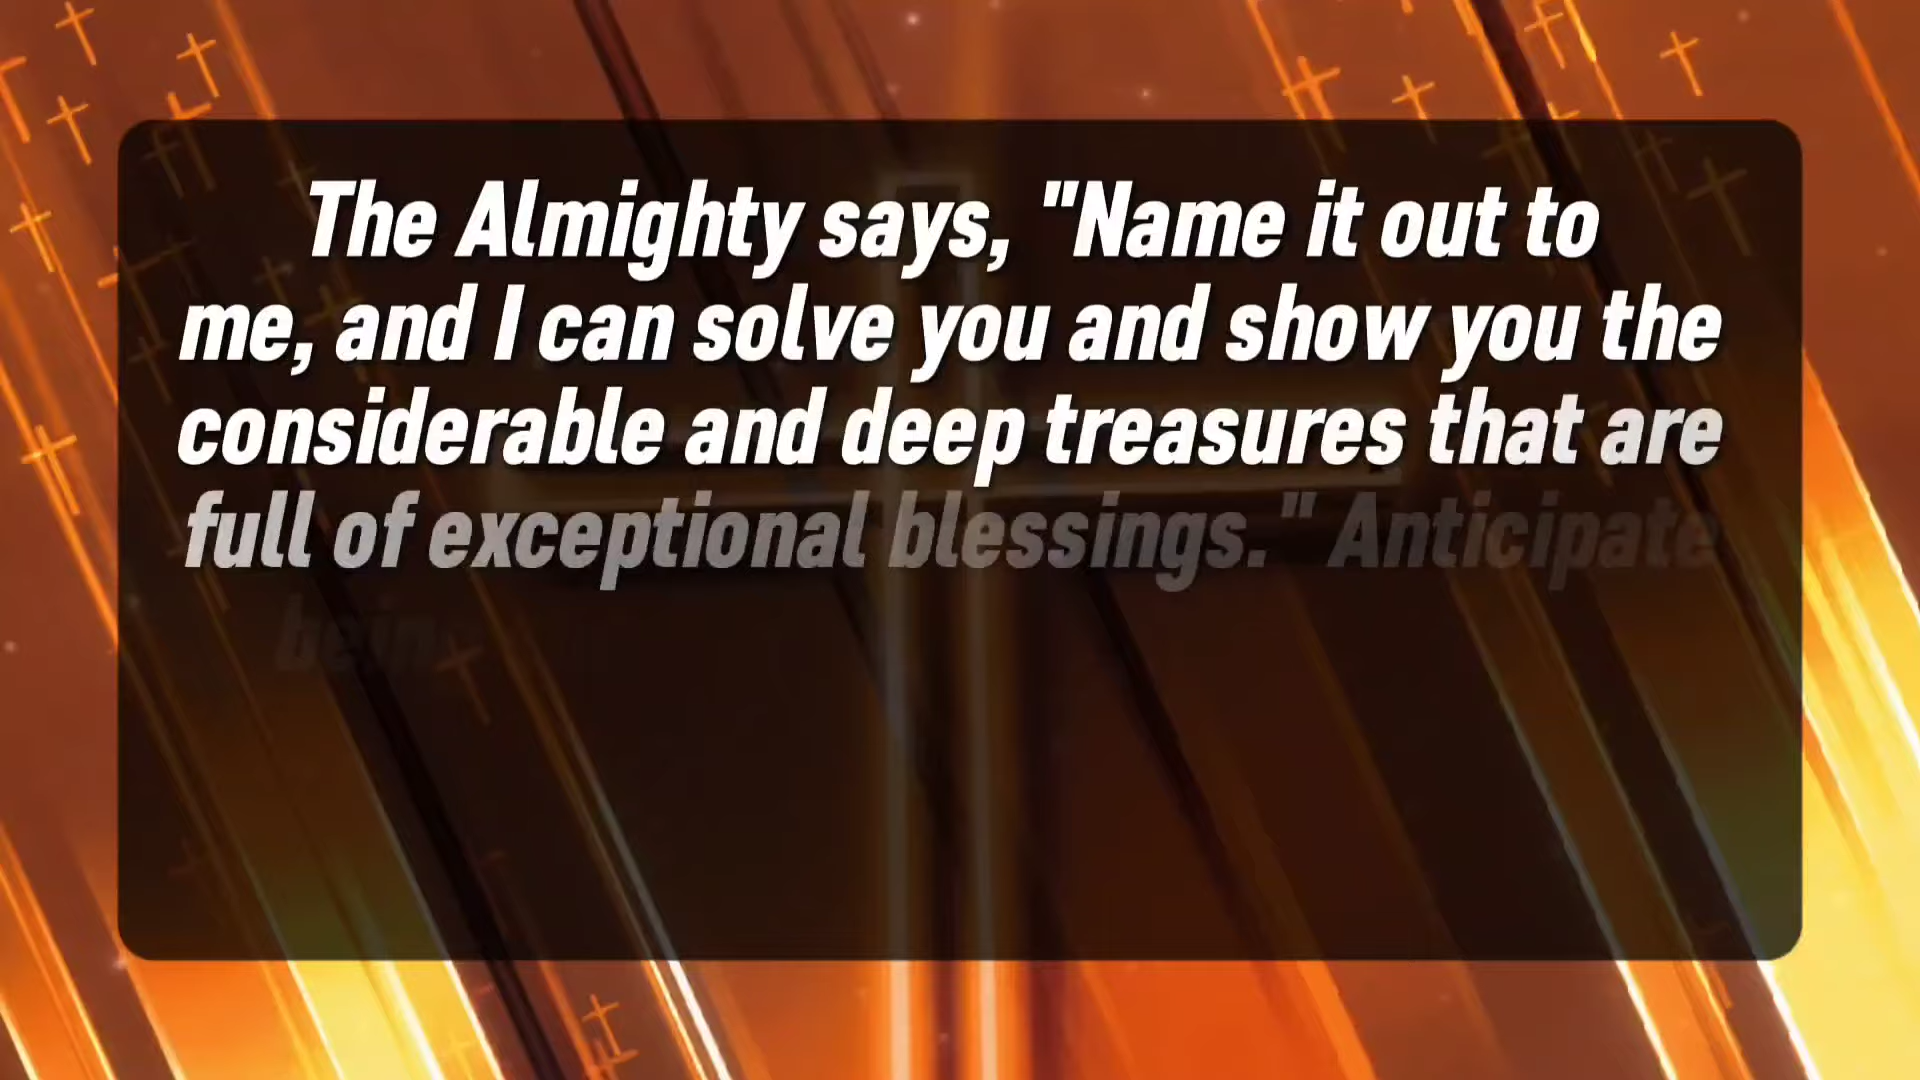 The Almighty says, "Name it out to
me, and I can solve you and show you the
considerable and deep treasures that are
full of exceptional blessings." Anticipate